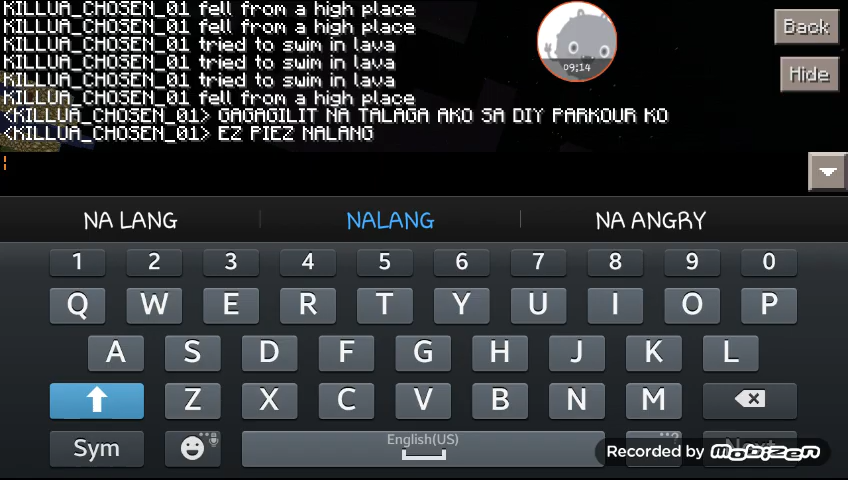 KILLUA_CHOSEN_01 fell from a high place
KILLUA_CHOSEN_01 fell from a high place
KILLUA_CHOSEN_01 tried to swim in lava
KILLUA_CHOSEN_01 tried to swim in lava
KILLUA_CHOSEN_01 tried to swim in lava
KILLUA_CHOSEN_01 fell from a high place
<KILLUA_CHOSEN_01> GAGAGILIT NA TALAGA AKO SA DIY PARKOUR KO
<KILLUA_CHOSEN_01> EZ PIEZ NALANG
09:14
Back
Hide
NA LANG NALANG NA ANGRY
1 2 3 4 5 6 7 8 9 0
Q W E R T Y U I O P
A S D F G H J K L
Z X C V B N M
Sym English(US) Next
Recorded by mobizen